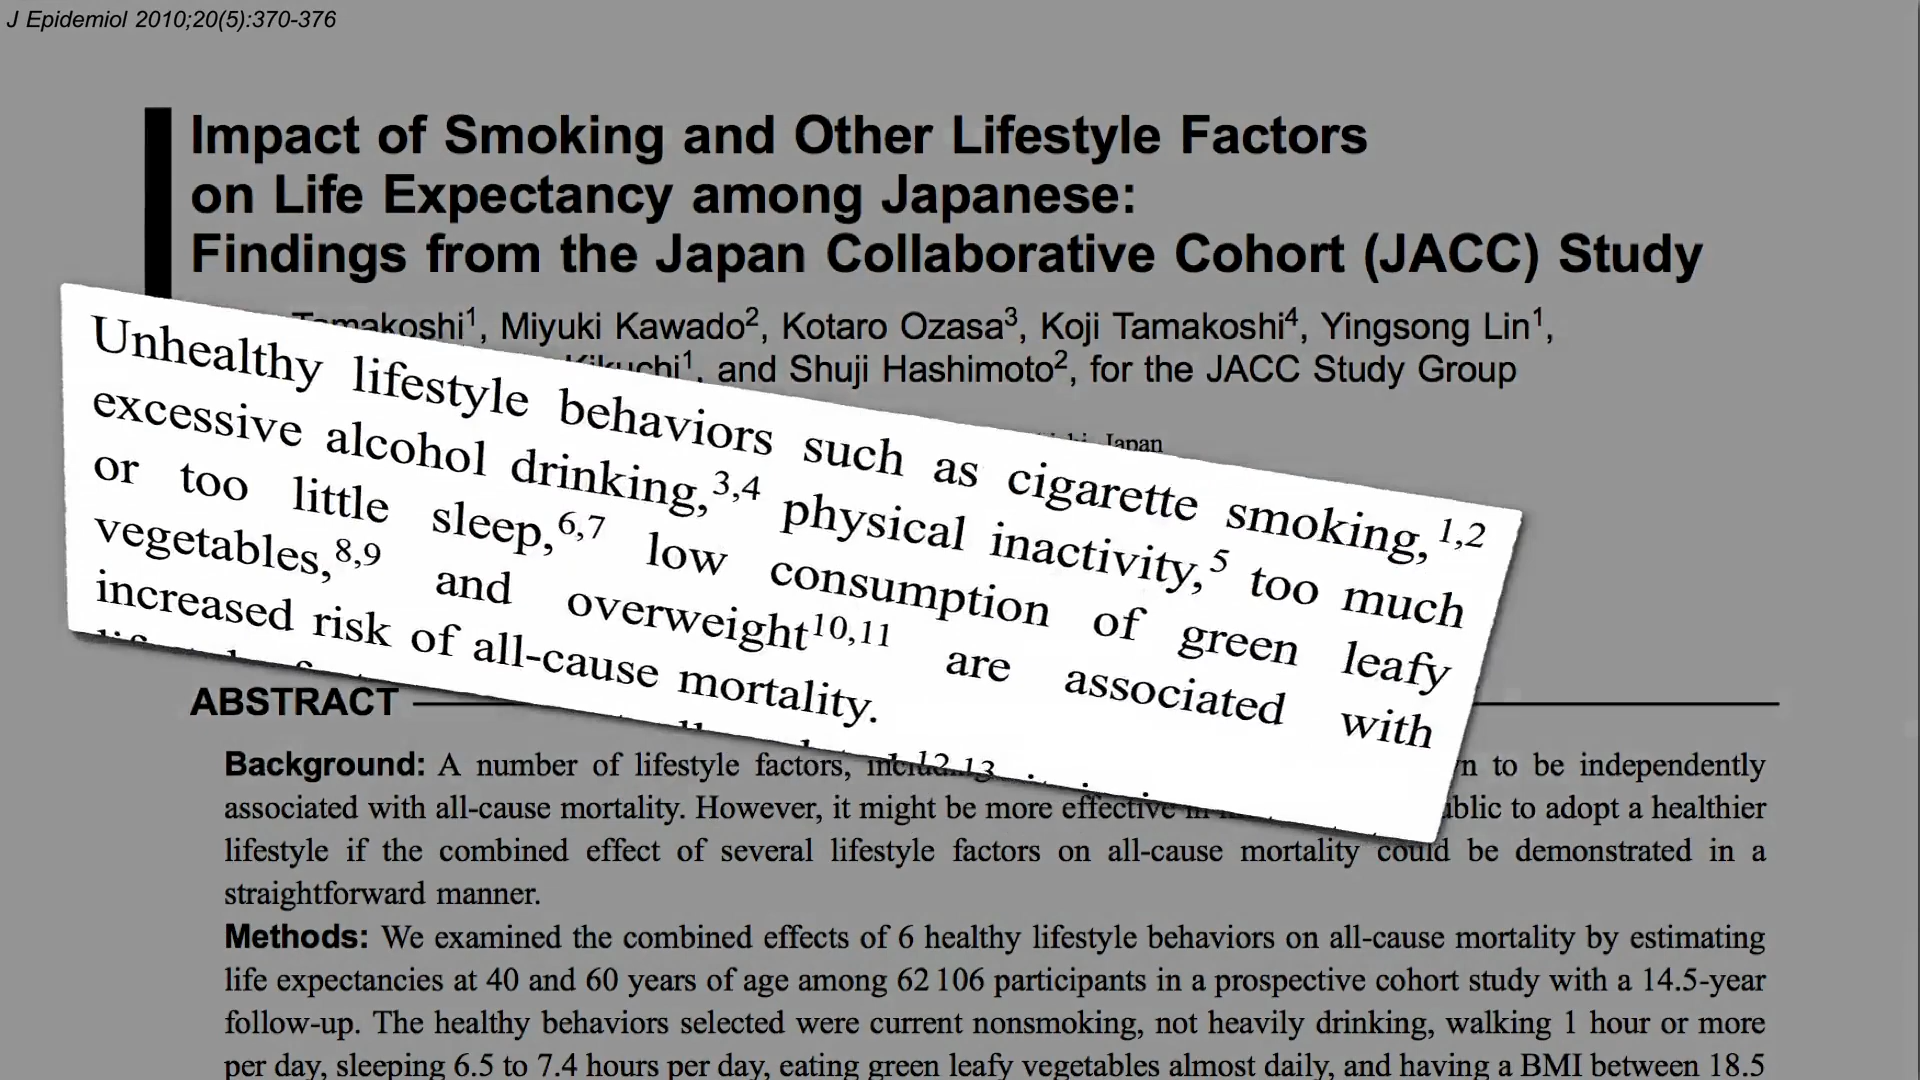 J Epidemiol 2010;20(5):370-376
Impact of Smoking and Other Lifestyle Factors
on Life Expectancy among Japanese:
Findings from the Japan Collaborative Cohort (JACC) Study
Tamakoshi1, Miyuki Kawado2, Kotaro Ozasa3, Koji Tamakoshi4, Yingsong Lin1,
Kikuchi1, and Shuji Hashimoto2, for the JACC Study Group
Japan
Unhealthy lifestyle behaviors such as cigarette smoking,1,2
excessive alcohol drinking,3,4 physical inactivity,5 too much
or too little sleep,6,7 low consumption of green leafy
vegetables,8,9 and overweight10,11 are associated with
increased risk of all-cause mortality.
12,13
ABSTRACT
Background: A number of lifestyle factors, to be independently
associated with all-cause mortality. However, it might be more effective to adopt a healthier
lifestyle if the combined effect of several lifestyle factors on all-cause mortality could be demonstrated in a
straightforward manner.
Methods: We examined the combined effects of 6 healthy lifestyle behaviors on all-cause mortality by estimating
life expectancies at 40 and 60 years of age among 62 106 participants in a prospective cohort study with a 14.5-year
follow-up. The healthy behaviors selected were current nonsmoking, not heavily drinking, walking 1 hour or more
per day, sleeping 6.5 to 7.4 hours per day, eating green leafy vegetables almost daily, and having a BMI between 18.5